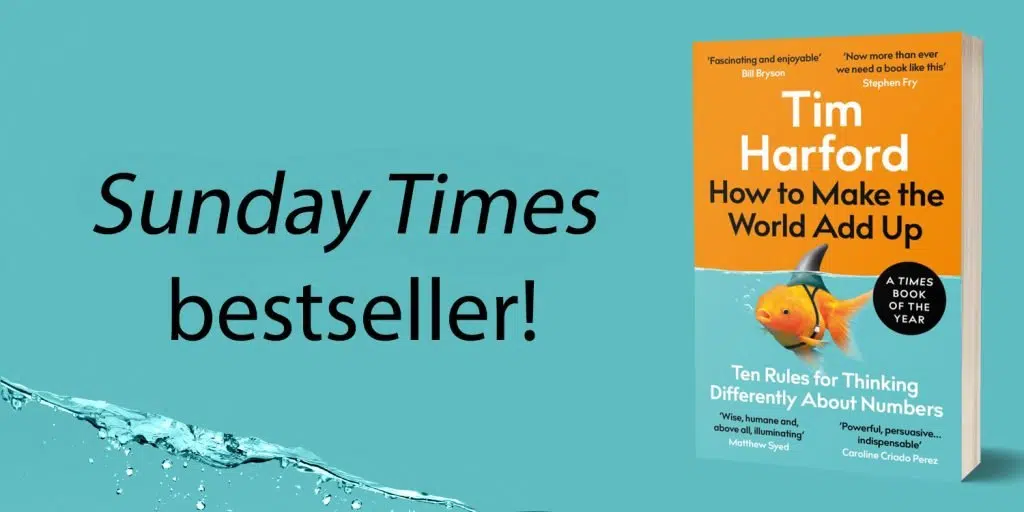 Sunday Times
bestseller!
'Fascinating and enjoyable'
Bill Bryson
'Now more than ever
we need a book like this'
Stephen Fry
Tim
Harford
How to Make the
World Add Up
A TIMES
BOOK
OF THE
YEAR
Ten Rules for Thinking
Differently About Numbers
'Wise, humane and,
above all, illuminating'
Matthew Syed
'Powerful, persuasive...
indispensable'
Caroline Criado Perez